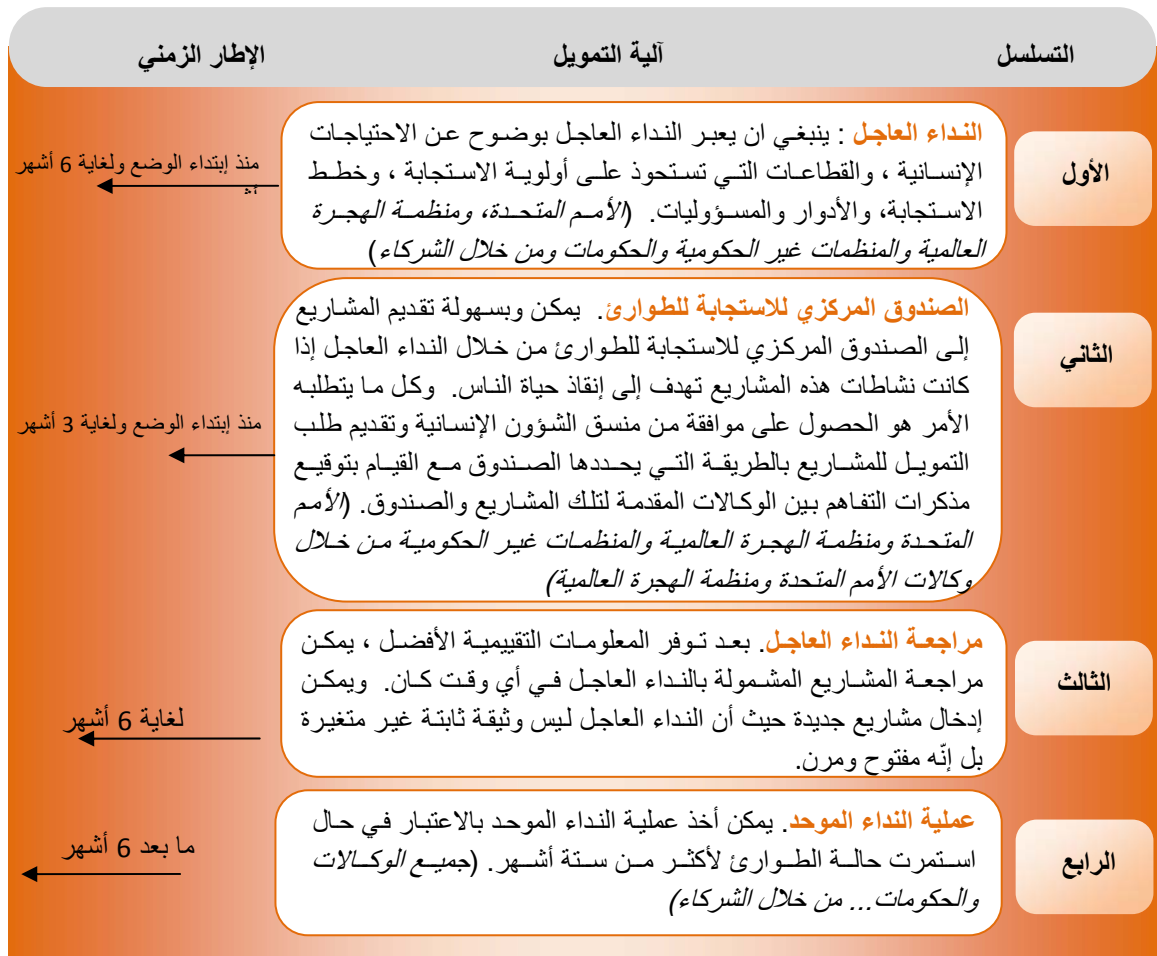 التسلسل آلية التمويل الإطار الزمني
الأول
النداء العاجل : ينبغي ان يعبر النداء العاجل بوضوح عن الاحتياجات
الإنسانية ، والقطاعات التي تستحوذ على أولوية الاستجابة ، وخطط
الاستجابة، والأدوار والمسؤوليات. (الأمم المتحدة، ومنظمة الهجرة
العالمية والمنظمات غير الحكومية والحكومات ومن خلال الشركاء)
منذ إبتداء الوضع ولغاية 6 أشهر
الثاني
الصندوق المركزي للاستجابة للطوارئ. يمكن وبسهولة تقديم المشاريع
إلى الصندوق المركزي للاستجابة للطوارئ من خلال النداء العاجل إذا
كانت نشاطات هذه المشاريع تهدف إلى إنقاذ حياة الناس. وكل ما يتطلبه
الأمر هو الحصول على موافقة من منسق الشؤون الإنسانية وتقديم طلب
التمويل للمشاريع بالطريقة التي يحددها الصندوق مع القيام بتوقيع
مذكرات التفاهم بين الوكالات المقدمة لتلك المشاريع والصندوق. (الأمم
المتحدة ومنظمة الهجرة العالمية والمنظمات غير الحكومية من خلال
وكالات الأمم المتحدة ومنظمة الهجرة العالمية)
منذ إبتداء الوضع ولغاية 3 أشهر
الثالث
مراجعة النداء العاجل. بعد توفر المعلومات التقييمية الأفضل ، يمكن
مراجعة المشاريع المشمولة بالنداء العاجل في أي وقت كان. ويمكن
إدخال مشاريع جديدة حيث أن النداء العاجل ليس وثيقة ثابتة غير متغيرة
بل إنّه مفتوح ومرن.
لغاية 6 أشهر
الرابع
عملية النداء الموحد. يمكن أخذ عملية النداء الموحد بالاعتبار في حال
استمرت حالة الطوارئ لأكثر من ستة أشهر. (جميع الوكالات
والحكومات... من خلال الشركاء)
ما بعد 6 أشهر